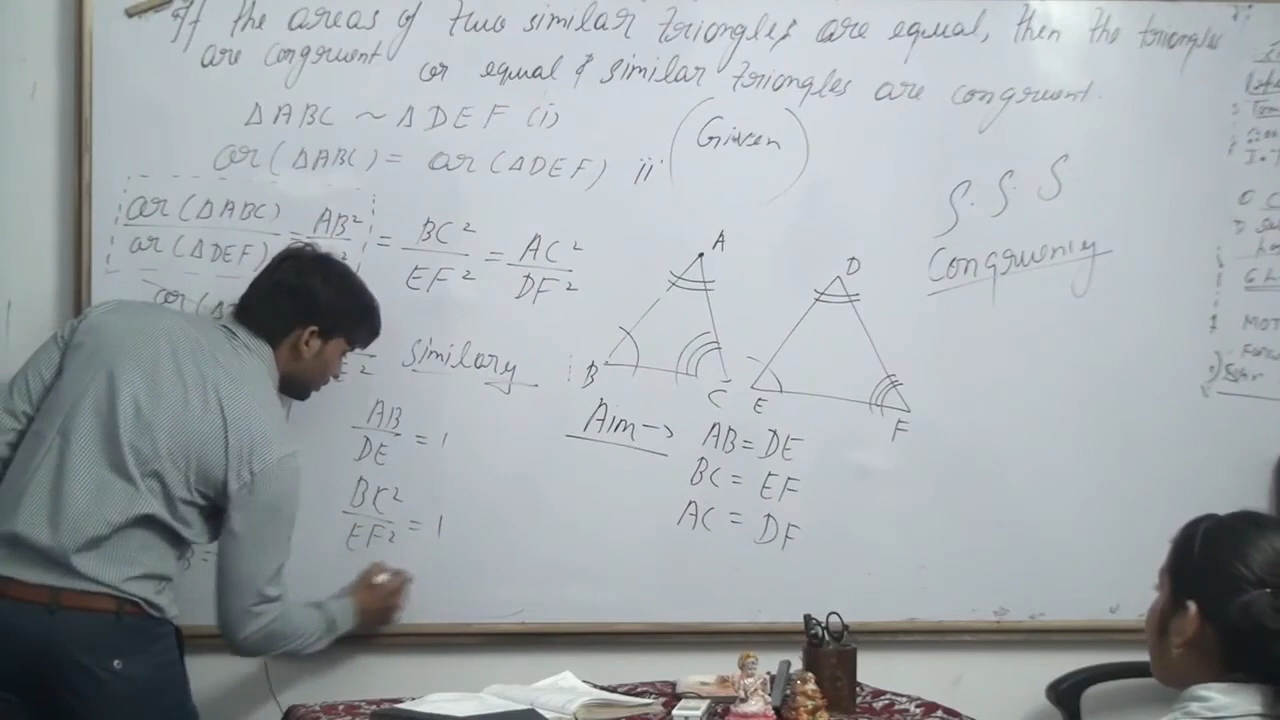 If the areas of two similar triangles are equal, then the triangles
are congruent or equal & similar triangles are congruent.
ΔABC ~ ΔDEF (i)
ar(ΔABC) = ar(ΔDEF) ii (Given)
ar(ΔABC)/ar(ΔDEF) = AB² = BC²/EF² = AC²/DF²
similary
AB/DE = 1
BC²/EF² = 1
A
B
C
D
E
F
Aim → AB = DE
BC = EF
AC = DF
S.S.S
Congruency